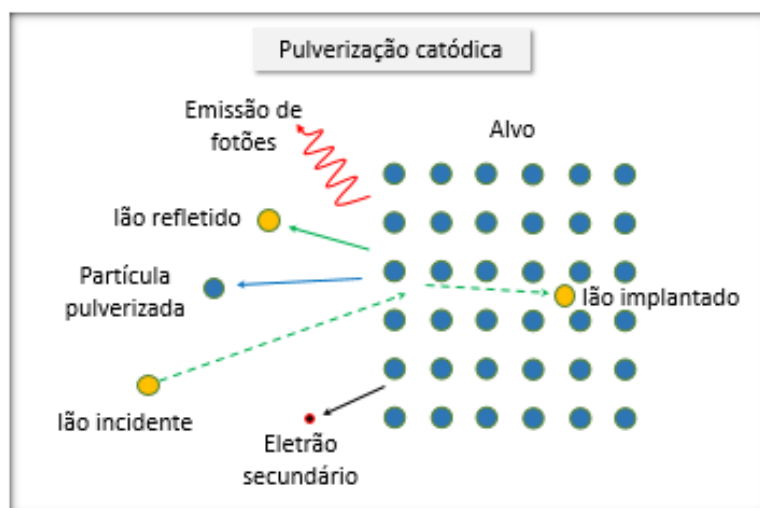 Pulverização catódica
Emissão de
fotões
Alvo
Ião refletido
Partícula
pulverizada
Ião implantado
Ião incidente
Eletrão
secundário